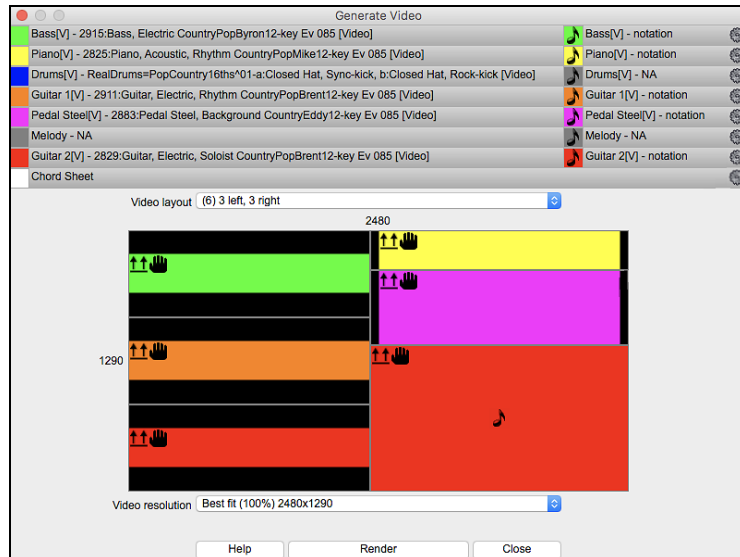 Generate Video
Bass[V] - 2915:Bass, Electric CountryPopByron12-key Ev 085 [Video] Bass[V] - notation
Piano[V] - 2825:Piano, Acoustic, Rhythm CountryPopMike12-key Ev 085 [Video] Piano[V] - notation
Drums[V] - RealDrums=PopCountry16ths^01-a:Closed Hat, Sync-kick, b:Closed Hat, Rock-kick [Video] Drums[V] - NA
Guitar 1[V] - 2911:Guitar, Electric, Rhythm CountryPopBrent12-key Ev 085 [Video] Guitar 1[V] - notation
Pedal Steel[V] - 2883:Pedal Steel, Background CountryEddy12-key Ev 085 [Video] Pedal Steel[V] - notation
Melody - NA Melody - NA
Guitar 2[V] - 2829:Guitar, Electric, Soloist CountryPopBrent12-key Ev 085 [Video] Guitar 2[V] - notation
Chord Sheet
Video layout (6) 3 left, 3 right
2480
1290
Video resolution Best fit (100%) 2480x1290
Help Render Close